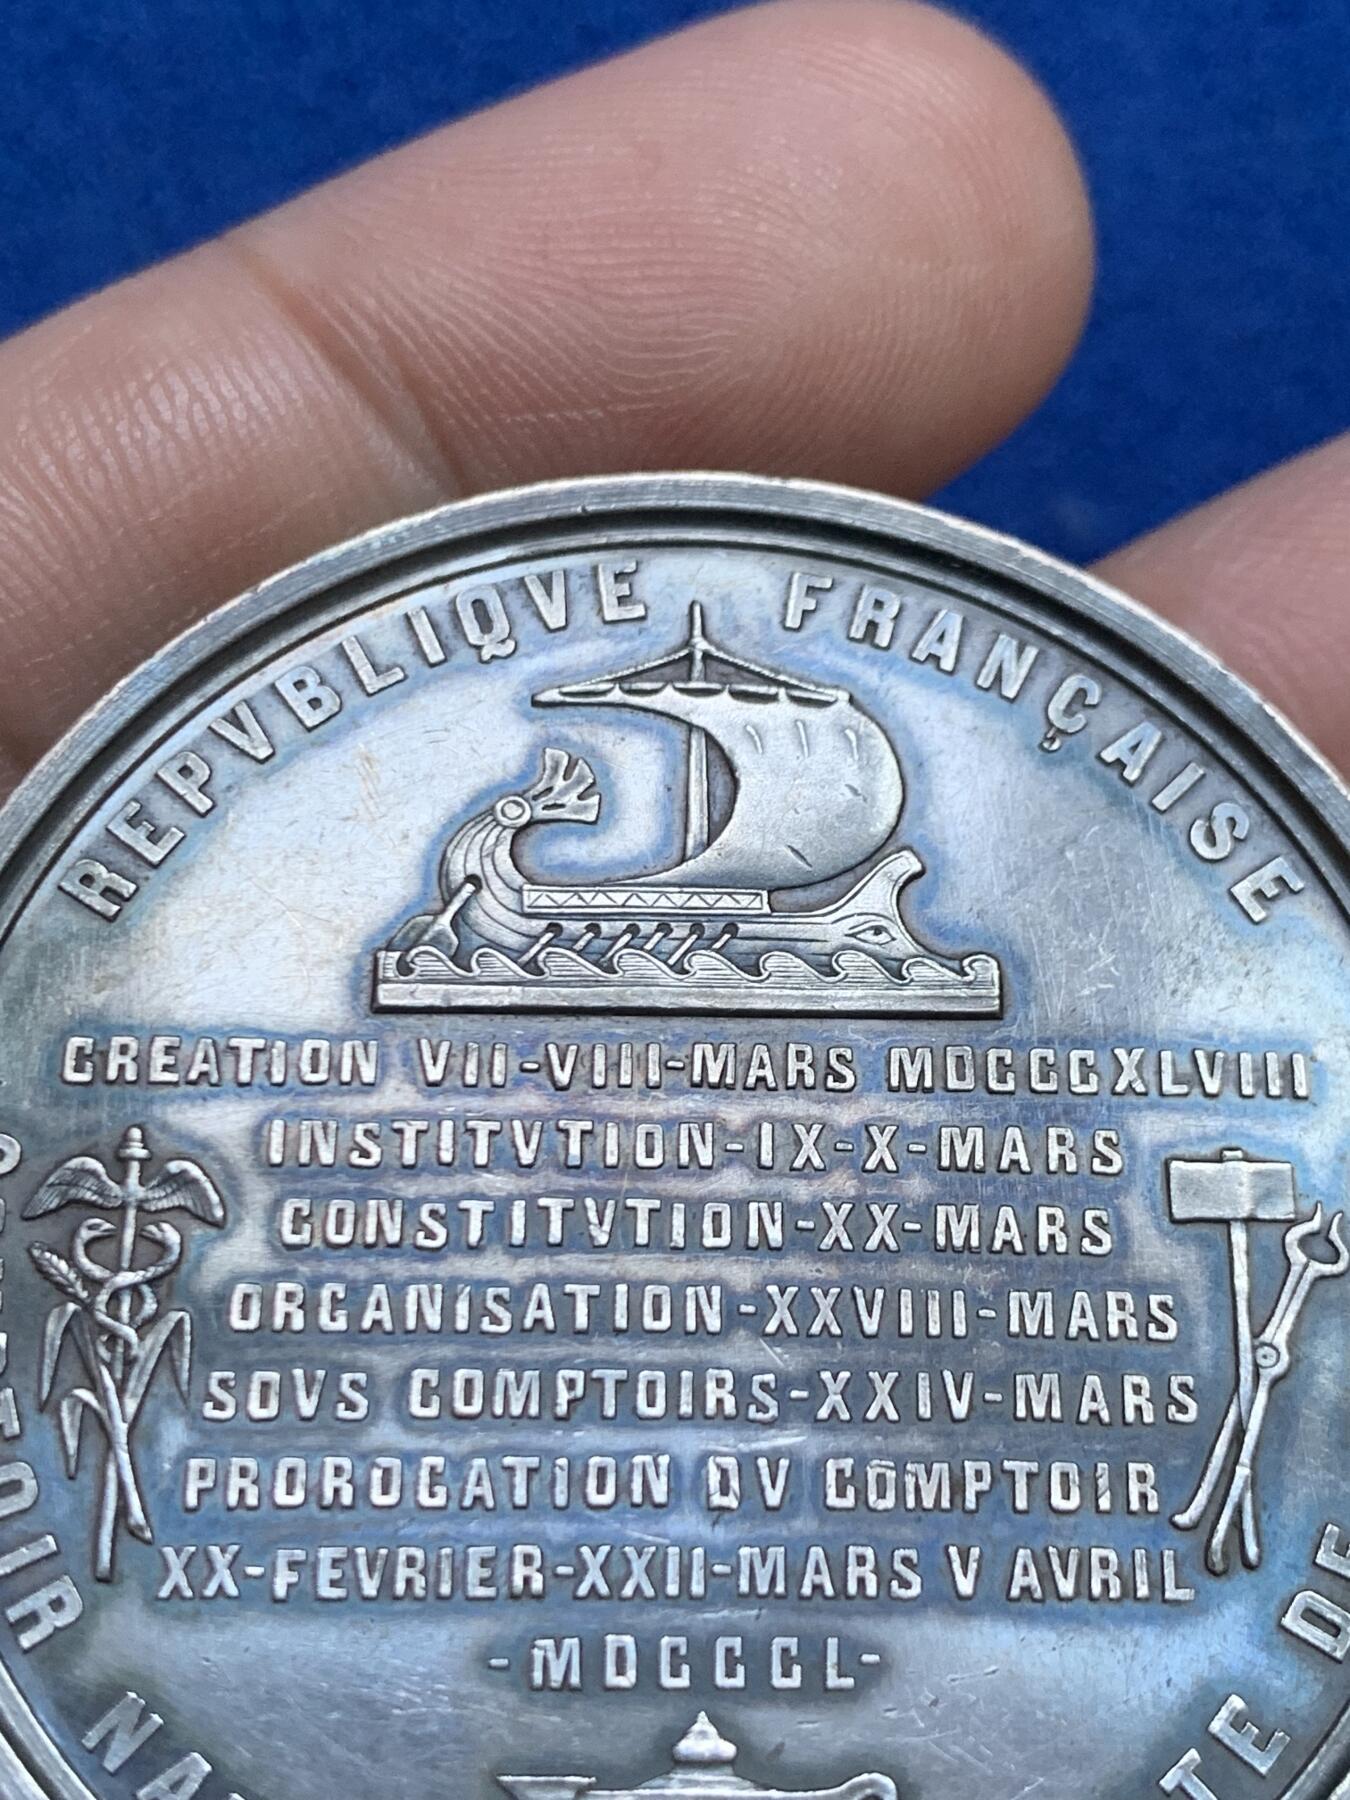 REPVBLIQVE FRANÇAISE
CREATION VII-VIII-MARS MDCCCXLVIII
INSTITVTION-IX-X-MARS
CONSTITVTION-XX-MARS
ORGANISATION-XXVIII-MARS
SOVS COMPTOIRS-XXIV-MARS
PROROGATION DV COMPTOIR
XX-FEVRIER-XXII-MARS V AVRIL
-MDCCCL-
DE